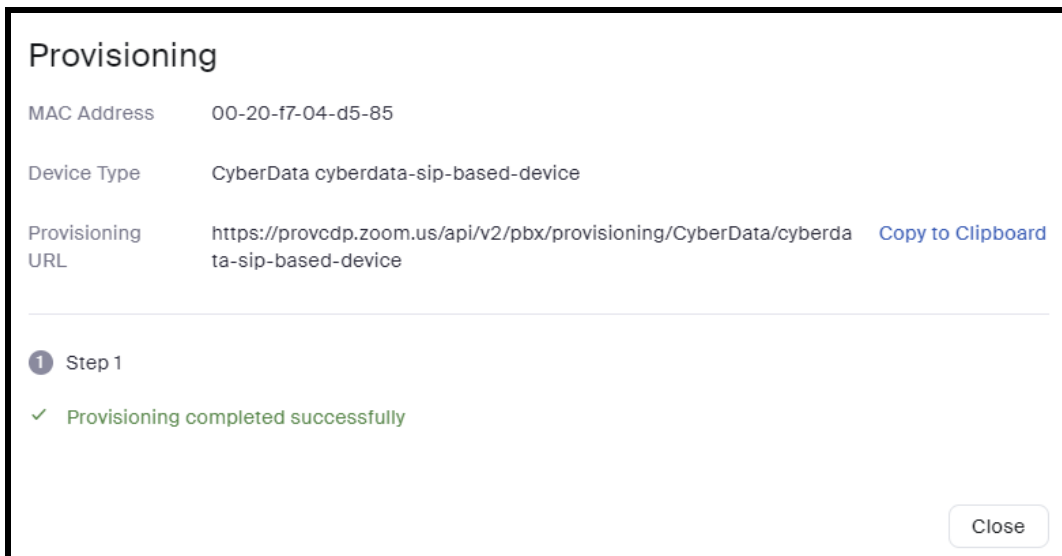 Provisioning
MAC Address 00-20-f7-04-d5-85
Device Type CyberData cyberdata-sip-based-device
Provisioning URL https://provcdp.zoom.us/api/v2/pbx/provisioning/CyberData/cyberda Copy to Clipboard
ta-sip-based-device
1 Step 1
✓ Provisioning completed successfully
Close